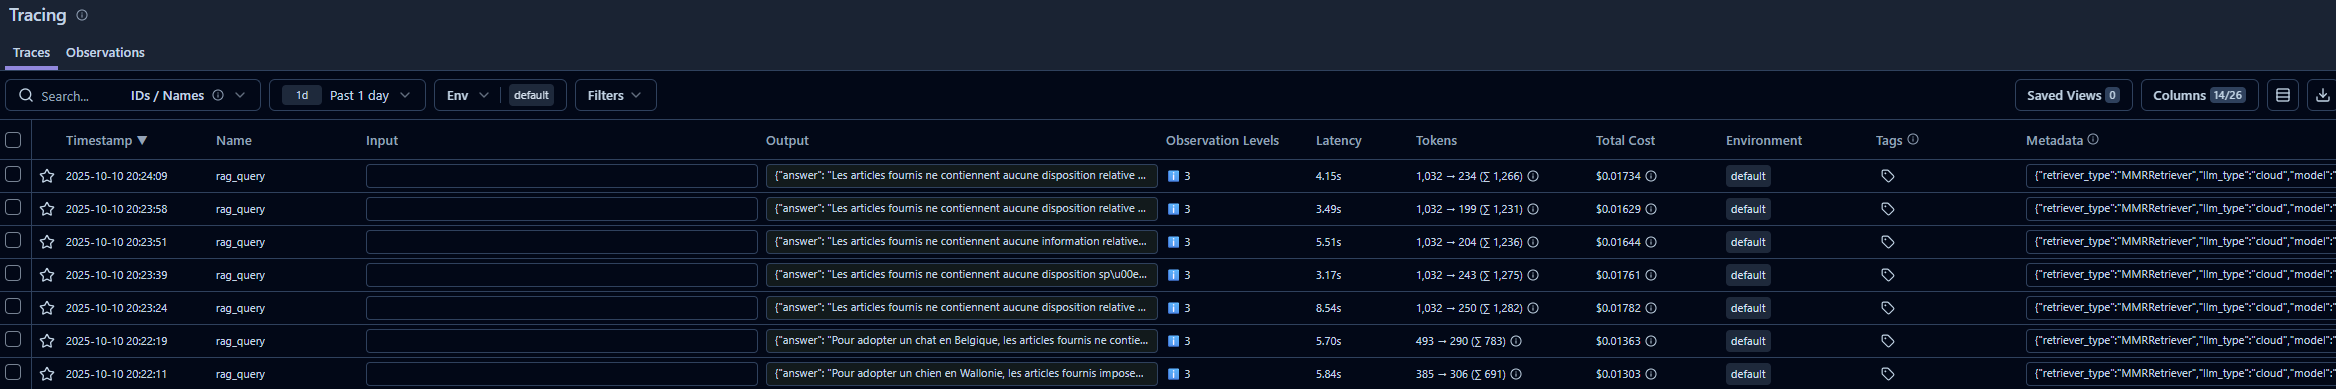 Tracing
Traces Observations
Search... IDs / Names 1d Past 1 day Env default Filters Saved Views 0 Columns 14/26
Timestamp ▼ Name Input Output Observation Levels Latency Tokens Total Cost Environment Tags Metadata
2025-10-10 20:24:09 rag_query {"answer": "Les articles fournis ne contiennent aucune disposition relative ... 3 4.15s 1,032 → 234 (∑ 1,266) $0.01734 default {"retriever_type":"MMRRetriever","llm_type":"cloud","model":"
2025-10-10 20:23:58 rag_query {"answer": "Les articles fournis ne contiennent aucune disposition relative ... 3 3.49s 1,032 → 199 (∑ 1,231) $0.01629 default {"retriever_type":"MMRRetriever","llm_type":"cloud","model":"
2025-10-10 20:23:51 rag_query {"answer": "Les articles fournis ne contiennent aucune information relative... 3 5.51s 1,032 → 204 (∑ 1,236) $0.01644 default {"retriever_type":"MMRRetriever","llm_type":"cloud","model":"
2025-10-10 20:23:39 rag_query {"answer": "Les articles fournis ne contiennent aucune disposition sp\u00e... 3 3.17s 1,032 → 243 (∑ 1,275) $0.01761 default {"retriever_type":"MMRRetriever","llm_type":"cloud","model":"
2025-10-10 20:23:24 rag_query {"answer": "Les articles fournis ne contiennent aucune disposition relative ... 3 8.54s 1,032 → 250 (∑ 1,282) $0.01782 default {"retriever_type":"MMRRetriever","llm_type":"cloud","model":"
2025-10-10 20:22:19 rag_query {"answer": "Pour adopter un chat en Belgique, les articles fournis ne contie... 3 5.70s 493 → 290 (∑ 783) $0.01363 default {"retriever_type":"MMRRetriever","llm_type":"cloud","model":"
2025-10-10 20:22:11 rag_query {"answer": "Pour adopter un chien en Wallonie, les articles fournis impose... 3 5.84s 385 → 306 (∑ 691) $0.01303 default {"retriever_type":"MMRRetriever","llm_type":"cloud","model":"